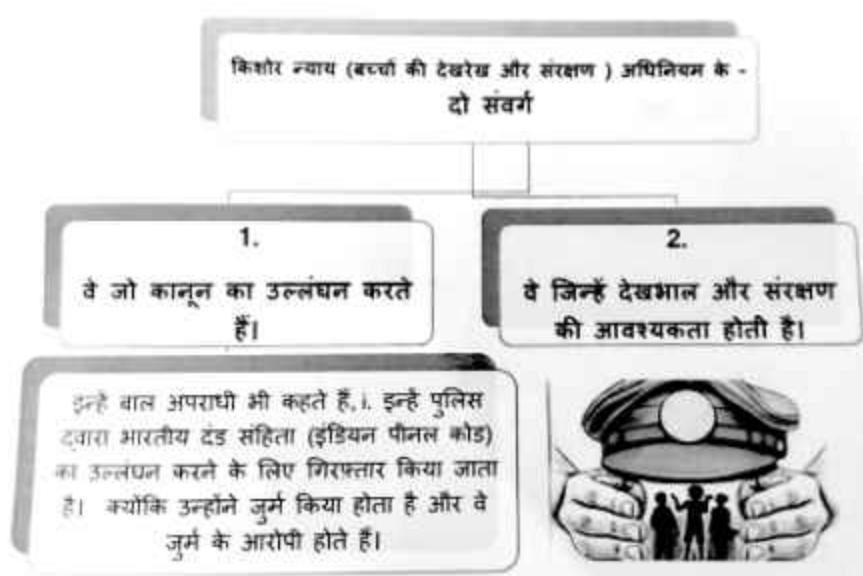 किशोर न्याय (बच्चों की देखरेख और संरक्षण ) अधिनियम के -
दो संवर्ग
1.
वे जो कानून का उल्लंघन करते
हैं।
2.
वे जिन्हें देखभाल और संरक्षण
की आवश्यकता होती है।
इन्हे बाल अपराधी भी कहते हैं,i. इन्हे पुलिस
द्वारा भारतीय दंड संहिता (इंडियन पीनल कोड)
का उल्लंघन करने के लिए गिरफ्तार किया जाता
है। क्योंकि उन्होंने जुर्म किया होता है और वे
जुर्म के आरोपी होते हैं।